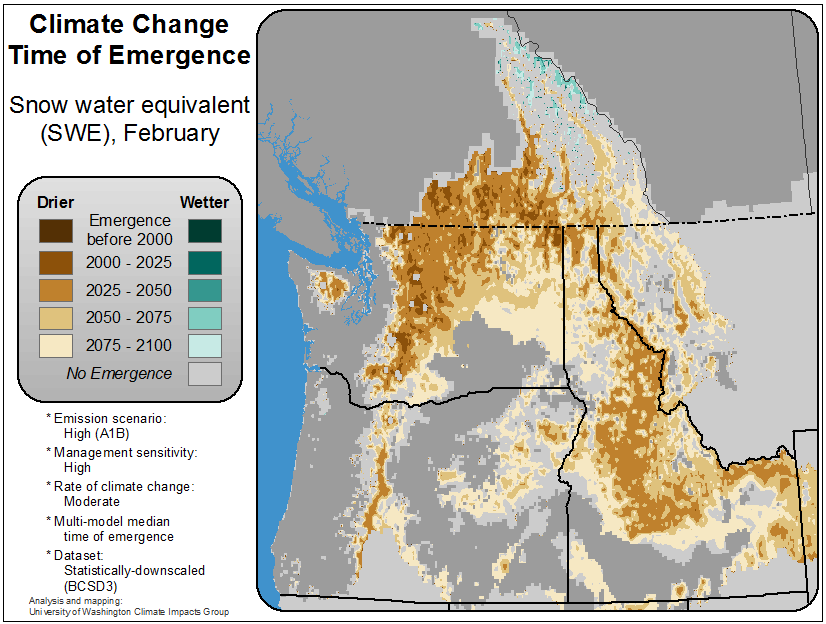 Climate Change
Time of Emergence
Snow water equivalent
(SWE), February
Drier Wetter
Emergence
before 2000
2000 - 2025
2025 - 2050
2050 - 2075
2075 - 2100
No Emergence
* Emission scenario:
High (A1B)
* Management sensitivity:
High
* Rate of climate change:
Moderate
* Multi-model median
time of emergence
* Dataset:
Statistically-downscaled
(BCSD3)
Analysis and mapping:
University of Washington Climate Impacts Group